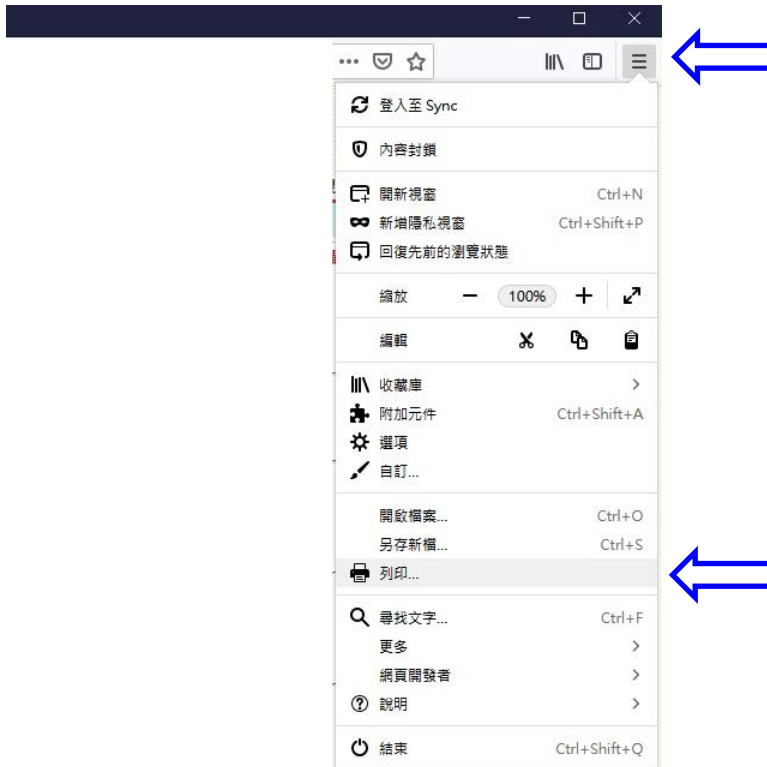 登入至 Sync
內容封鎖
開新視窗 Ctrl+N
新增隱私視窗 Ctrl+Shift+P
回復先前的瀏覽狀態
縮放 100%
編輯
收藏庫
附加元件 Ctrl+Shift+A
選項
自訂...
開啟檔案... Ctrl+O
另存新檔... Ctrl+S
列印...
尋找文字... Ctrl+F
更多
網頁開發者
說明
結束 Ctrl+Shift+Q